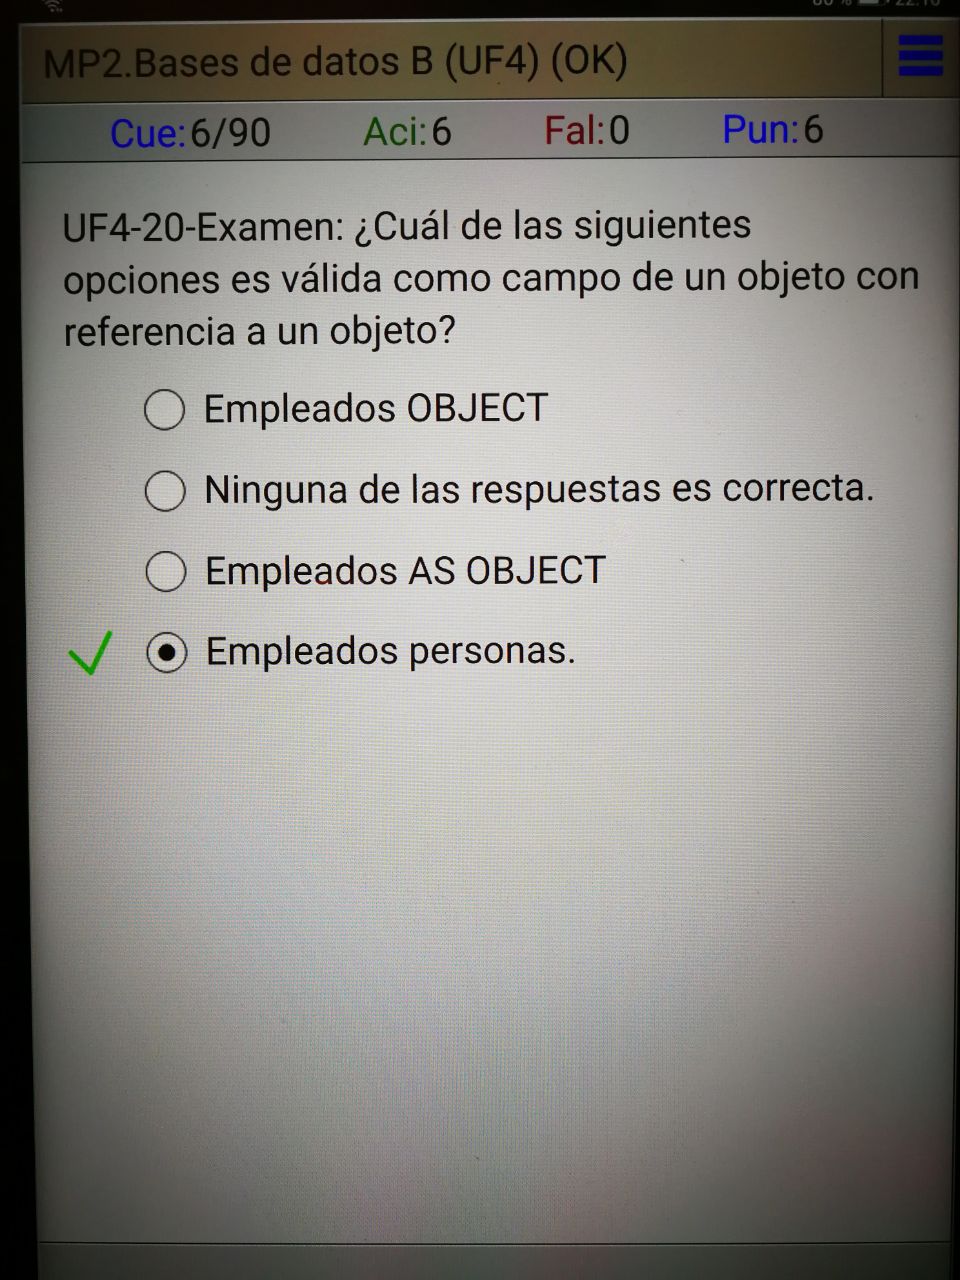 MP2.Bases de datos B (UF4) (OK)
Cue:6/90 Aci:6 Fal:0 Pun:6
UF4-20-Examen: ¿Cuál de las siguientes
opciones es válida como campo de un objeto con
referencia a un objeto?
Empleados OBJECT
Ninguna de las respuestas es correcta.
Empleados AS OBJECT
Empleados personas.